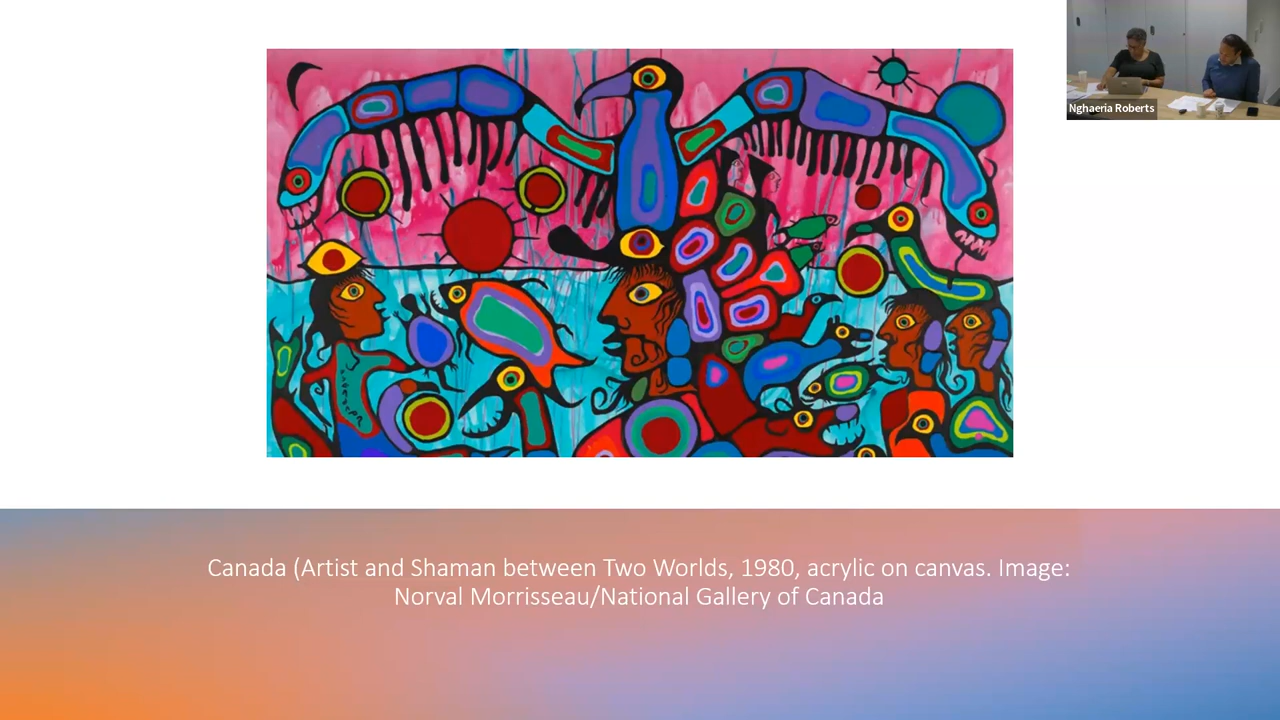 Nghaeria Roberts
Canada (Artist and Shaman between Two Worlds, 1980, acrylic on canvas. Image:
Norval Morrisseau/National Gallery of Canada